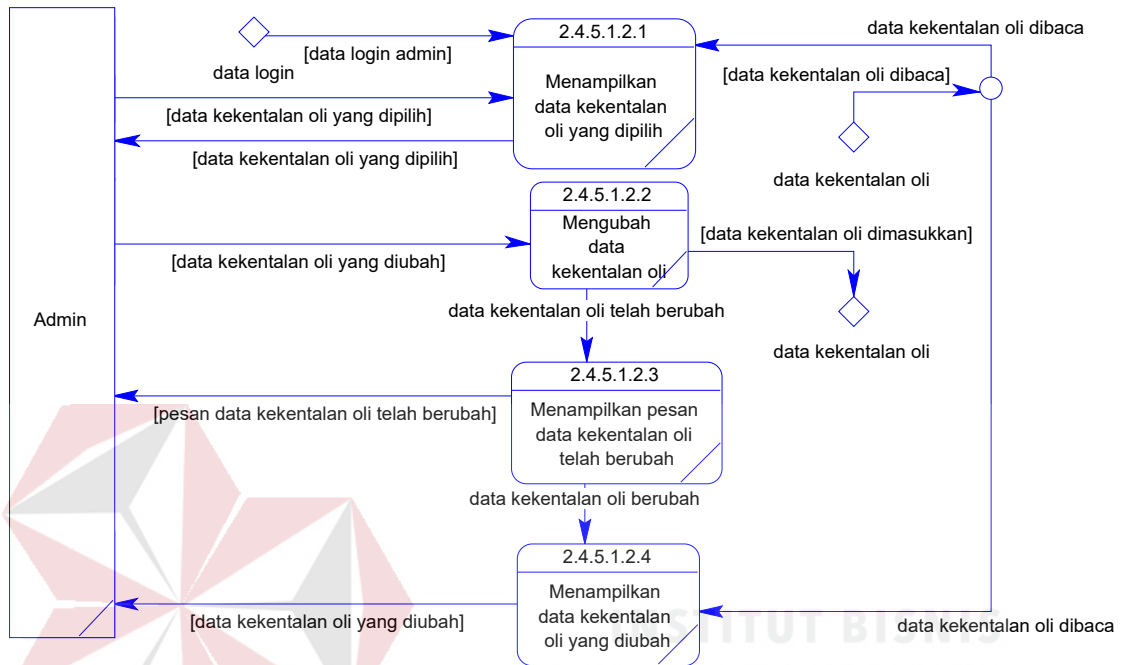 2.4.5.1.2.1
data kekentalan oli dibaca
[data login admin]
data login
[data kekentalan oli dibaca]
Menampilkan
data kekentalan
oli yang dipilih
[data kekentalan oli yang dipilih]
[data kekentalan oli yang dipilih]
data kekentalan oli
2.4.5.1.2.2
Mengubah
data
kekentalan oli
[data kekentalan oli dimasukkan]
[data kekentalan oli yang diubah]
data kekentalan oli telah berubah
Admin
data kekentalan oli
2.4.5.1.2.3
[pesan data kekentalan oli telah berubah]
Menampilkan pesan
data kekentalan oli
telah berubah
data kekentalan oli berubah
2.4.5.1.2.4
Menampilkan
data kekentalan
oli yang diubah
[data kekentalan oli yang diubah]
INSTITUT BISNIS
data kekentalan oli dibaca